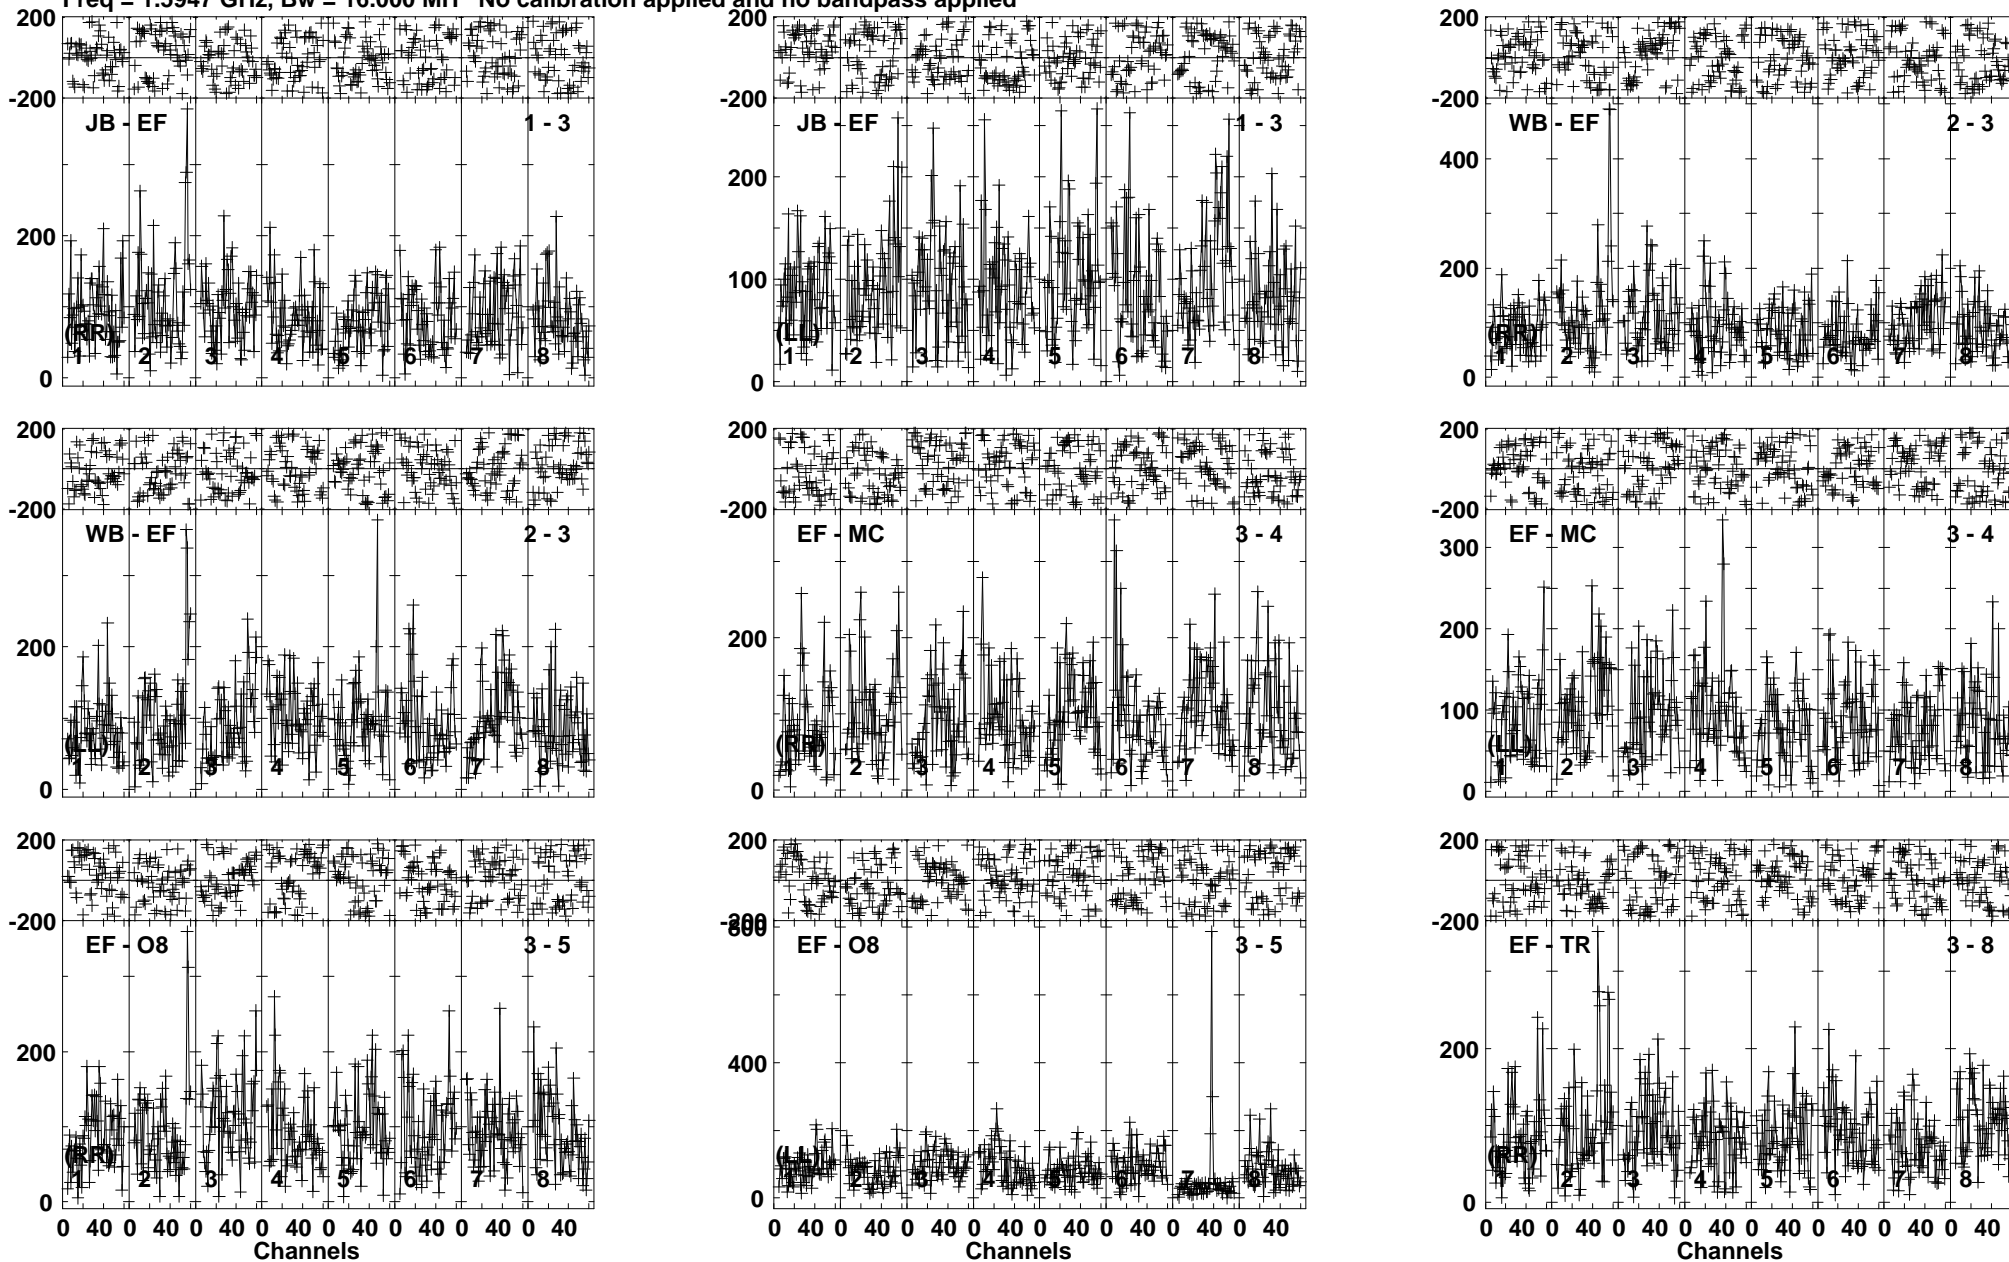 Freq = 1.5947 GHz, Bw = 16.000 MH No calibration applied and no bandpass applied
200 200 200
-200 -200 -200
JB - EF 1 - 3 JB - EF 1 - 3 WB - EF 2 - 3
400
200 200 200
100
(RR) (LL) (RR)
1 2 3 4 5 6 7 8 1 2 3 4 5 6 7 8 1 2 3 4 5 6 7 8
0 0 0
200 200 200
-200 -200 -200
WB - EF 2 - 3 EF - MC 3 - 4 EF - MC 3 - 4
300
200 200 200
100
(LL) (RR) (LL)
1 2 3 4 5 6 7 8 1 2 3 4 5 6 7 8 1 2 3 4 5 6 7 8
0 0 0
200 200 200
-200 -200 -200
800
EF - O8 3 - 5 EF - O8 3 - 5 EF - TR 3 - 8
400
200 200 200
(RR) (LL) (RR)
1 2 3 4 5 6 7 8 1 2 3 4 5 6 7 8 1 2 3 4 5 6 7 8
0 0 0
0 40 0 40 0 40 0 40 0 40 0 40 0 40 0 40 0 40 0 40 0 40 0 40 0 40 0 40 0 40 0 40 0 40 0 40 0 40 0 40 0 40 0 40 0 40 0 40
Channels Channels